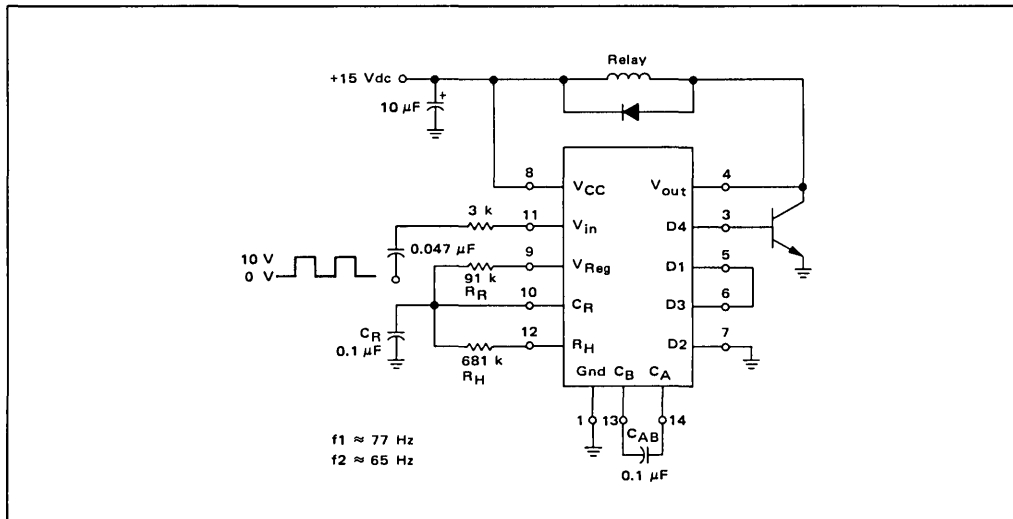 Relay
+15 Vdc
+
10 μF
8
VCC
Vout
4
3 k
11
Vin
D4
3
0.047 μF
10 V
0 V
9
VReg
D1
5
91 k
RR
10
CR
D3
6
CR
0.1 μF
12
RH
D2
7
681 k
RH
Gnd CB CA
1 13 14
CAB
0.1 μF
f1 ≈ 77 Hz
f2 ≈ 65 Hz